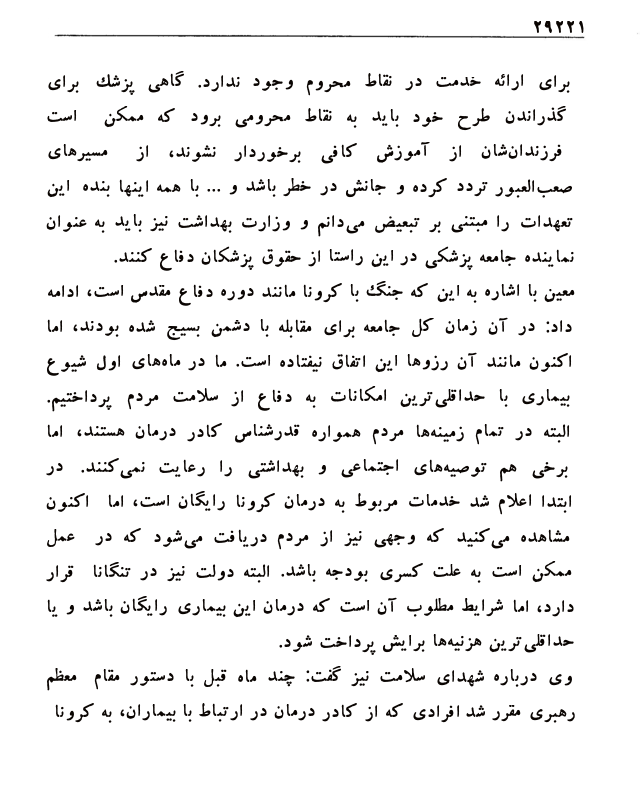 ۲۹۲۲۱
برای ارائه خدمت در نقاط محروم وجود ندارد. گاهی پزشك برای
گذراندن طرح خود باید به نقاط محرومی برود که ممکن است
فرزندان‌شان از آموزش کافی برخوردار نشوند، از مسیرهای
صعب‌العبور تردد کرده و جانش در خطر باشد و ... با همه اینها بنده این
تعهدات را مبتنی بر تبعیض می‌دانم و وزارت بهداشت نیز باید به عنوان
نماینده جامعه پزشکی در این راستا از حقوق پزشکان دفاع کنند.
معین با اشاره به این که جنگ با کرونا مانند دوره دفاع مقدس است، ادامه
داد: در آن زمان کل جامعه برای مقابله با دشمن بسیج شده بودند، اما
اکنون مانند آن رزوها این اتفاق نیفتاده است. ما در ماه‌های اول شیوع
بیماری با حداقلی‌ترین امکانات به دفاع از سلامت مردم پرداختیم.
البته در تمام زمینه‌ها مردم همواره قدرشناس کادر درمان هستند، اما
برخی هم توصیه‌های اجتماعی و بهداشتی را رعایت نمی‌کنند. در
ابتدا اعلام شد خدمات مربوط به درمان کرونا رایگان است، اما اکنون
مشاهده می‌کنید که وجهی نیز از مردم دریافت می‌شود که در عمل
ممکن است به علت کسری بودجه باشد. البته دولت نیز در تنگانا قرار
دارد، اما شرایط مطلوب آن است که درمان این بیماری رایگان باشد و یا
حداقلی‌ترین هزنیه‌ها برایش پرداخت شود.
وی درباره شهدای سلامت نیز گفت: چند ماه قبل با دستور مقام معظم
رهبری مقرر شد افرادی که از کادر درمان در ارتباط با بیماران، به کرونا